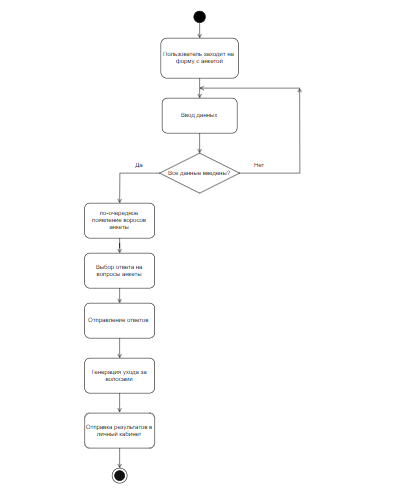 Пользователь заходит на
форму с анкетой
Ввод данных
Все данные введены?
Да
Нет
по-очередное
появление воросов
анкеты
Выбор ответа на
вопросы анкеты
Отправление ответов
Генерация ухода за
волосами
Отправка результатов в
личный кабинет